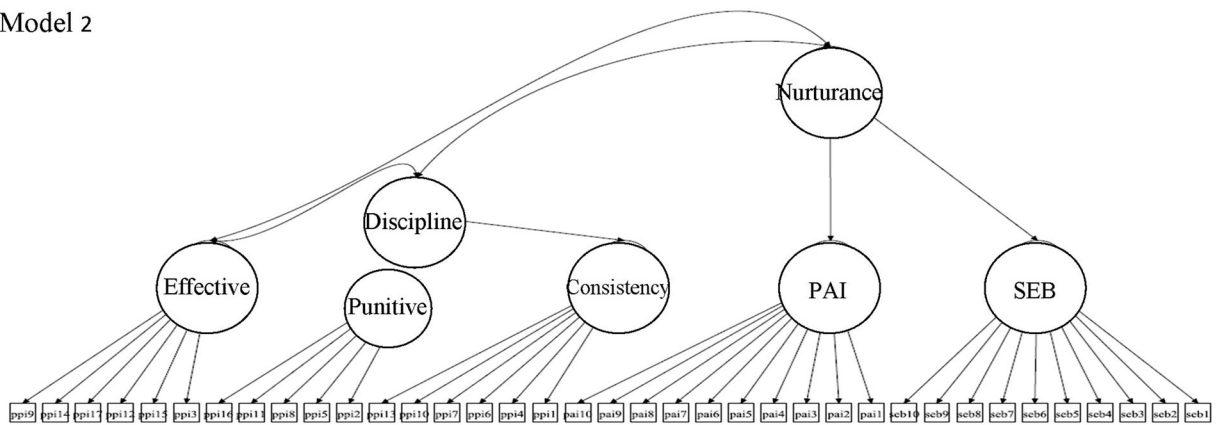 Model 2
Nurturance
Discipline
Effective
Punitive
Consistency
PAI
SEB
ppi9 ppi14 ppi17 ppi12 ppi15 ppi3 ppi16 ppi11 ppi8 ppi5 ppi2 ppi13 ppi10 ppi7 ppi6 ppi4 ppi1 pai10 pai9 pai8 pai7 pai6 pai5 pai4 pai3 pai2 pai1 seb10 seb9 seb8 seb7 seb6 seb5 seb4 seb3 seb2 seb1